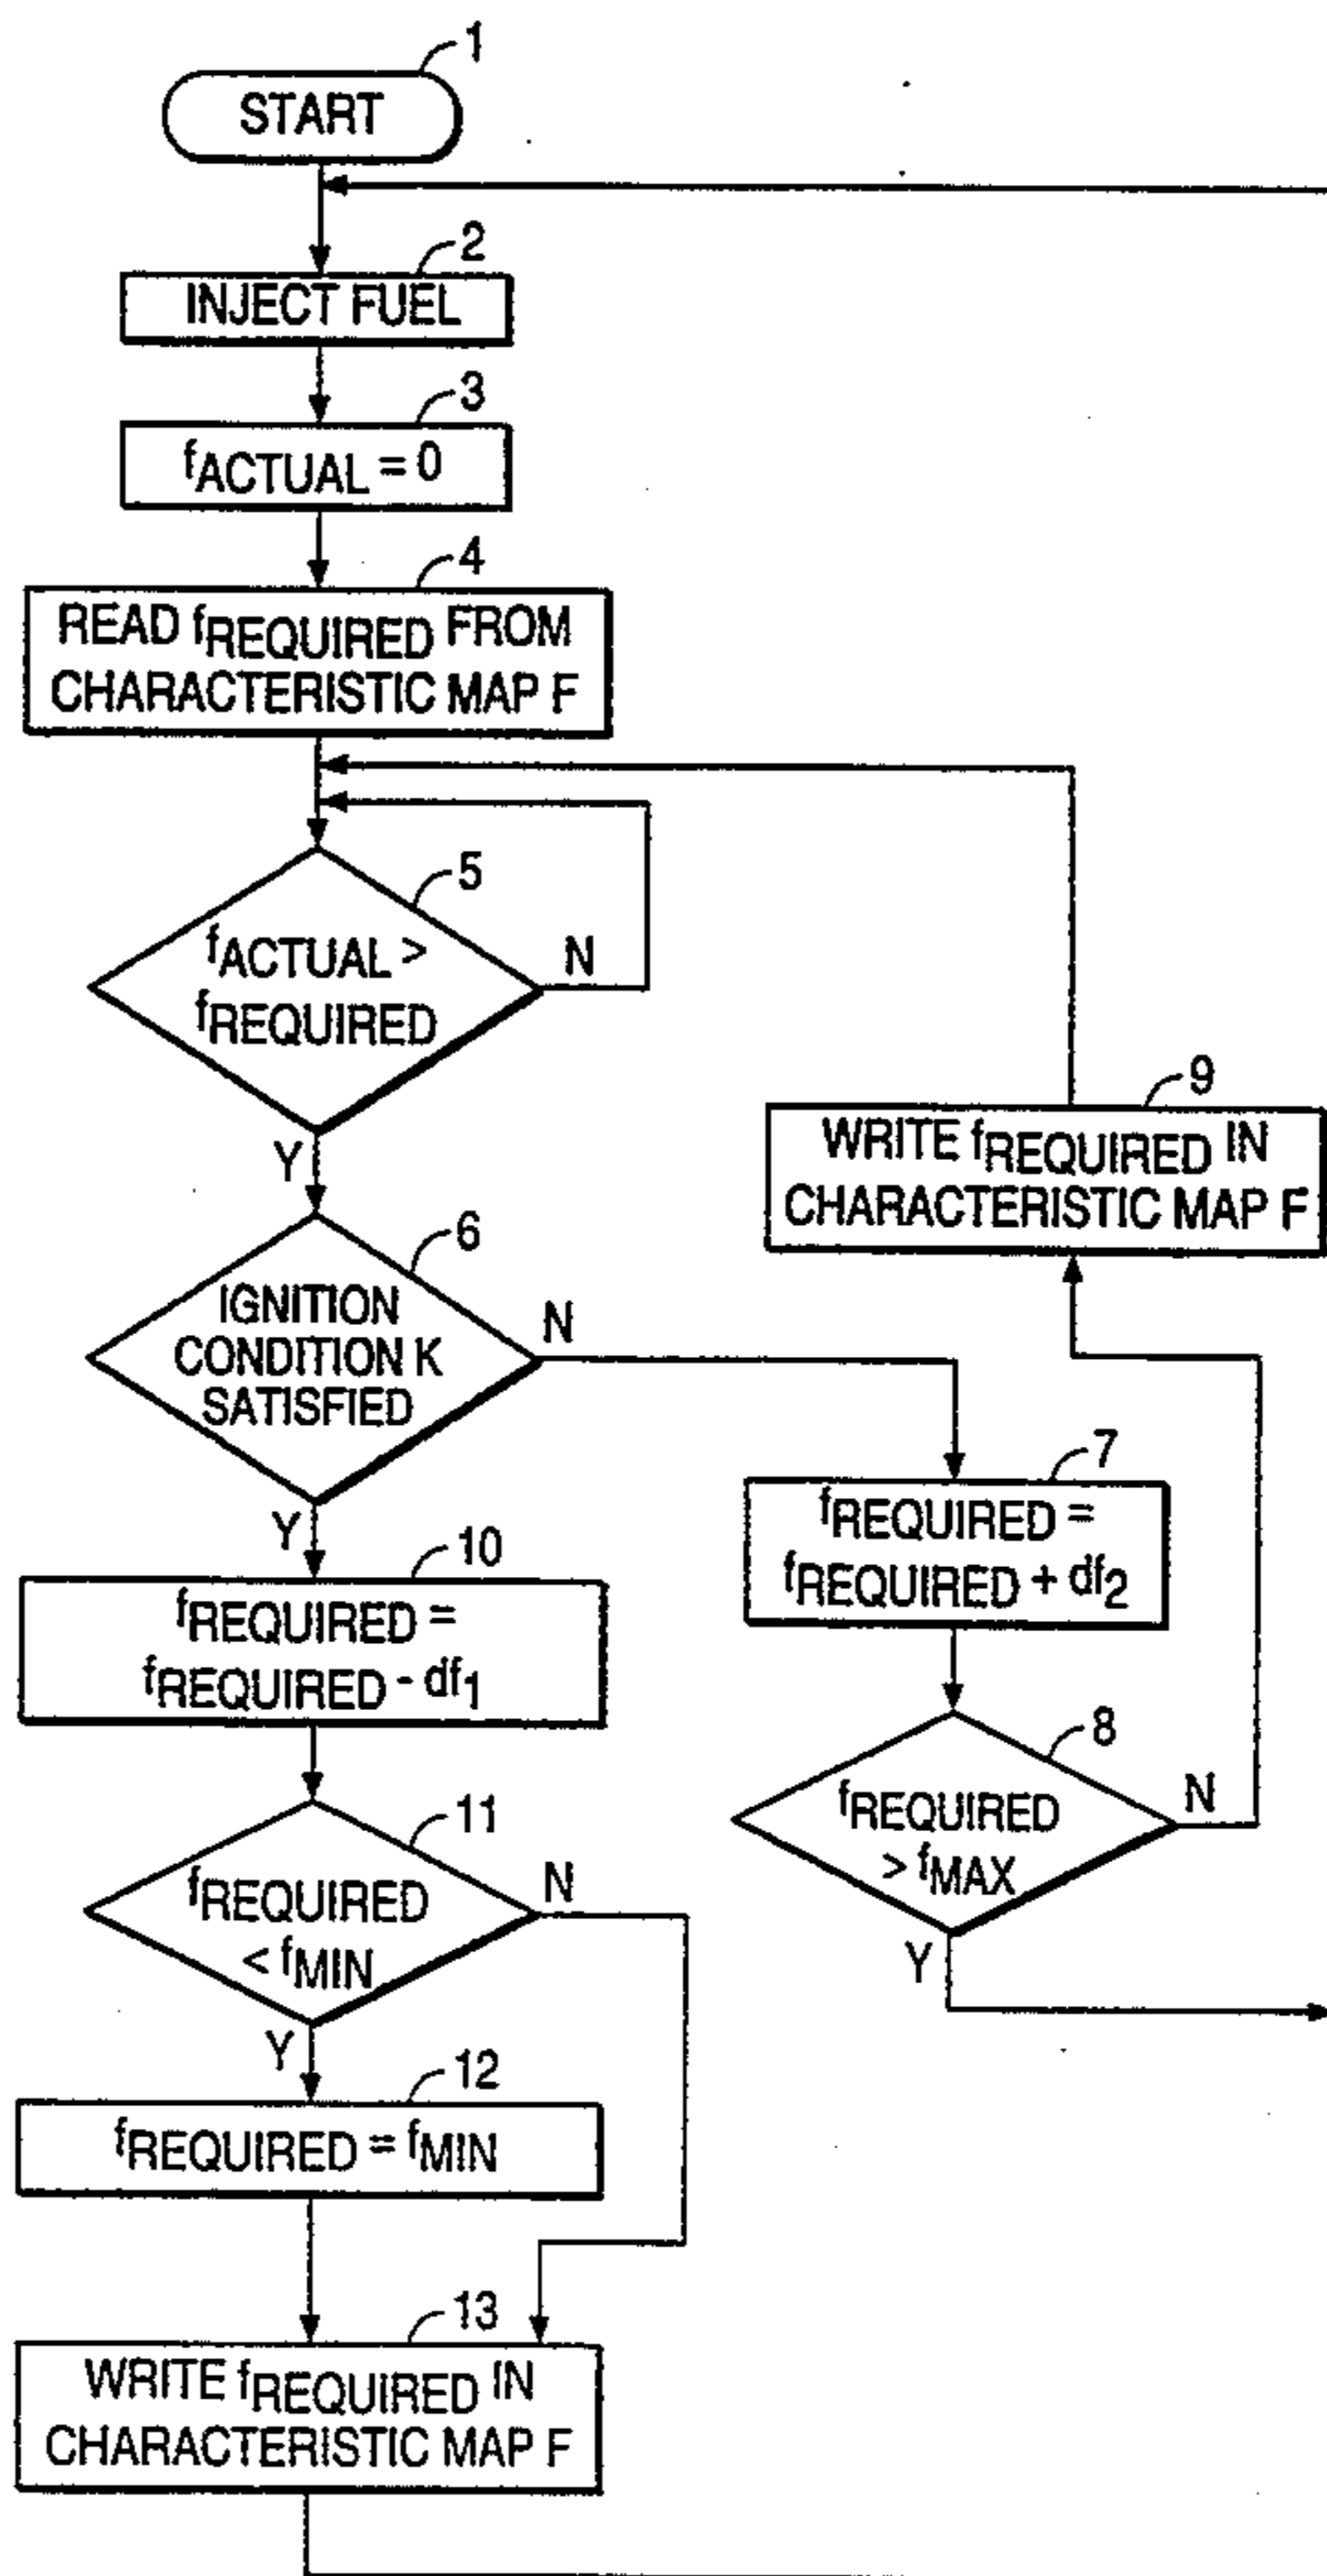 1
START
2
INJECT FUEL
3
fACTUAL = 0
4
READ fREQUIRED FROM
CHARACTERISTIC MAP F
5
fACTUAL >
fREQUIRED
N
Y
6
IGNITION
CONDITION K
SATISFIED
N
Y
9
WRITE fREQUIRED IN
CHARACTERISTIC MAP F
7
fREQUIRED =
fREQUIRED + df2
8
fREQUIRED
> fMAX
N
Y
10
fREQUIRED =
fREQUIRED - df1
11
fREQUIRED
< fMIN
N
Y
12
fREQUIRED = fMIN
13
WRITE fREQUIRED IN
CHARACTERISTIC MAP F